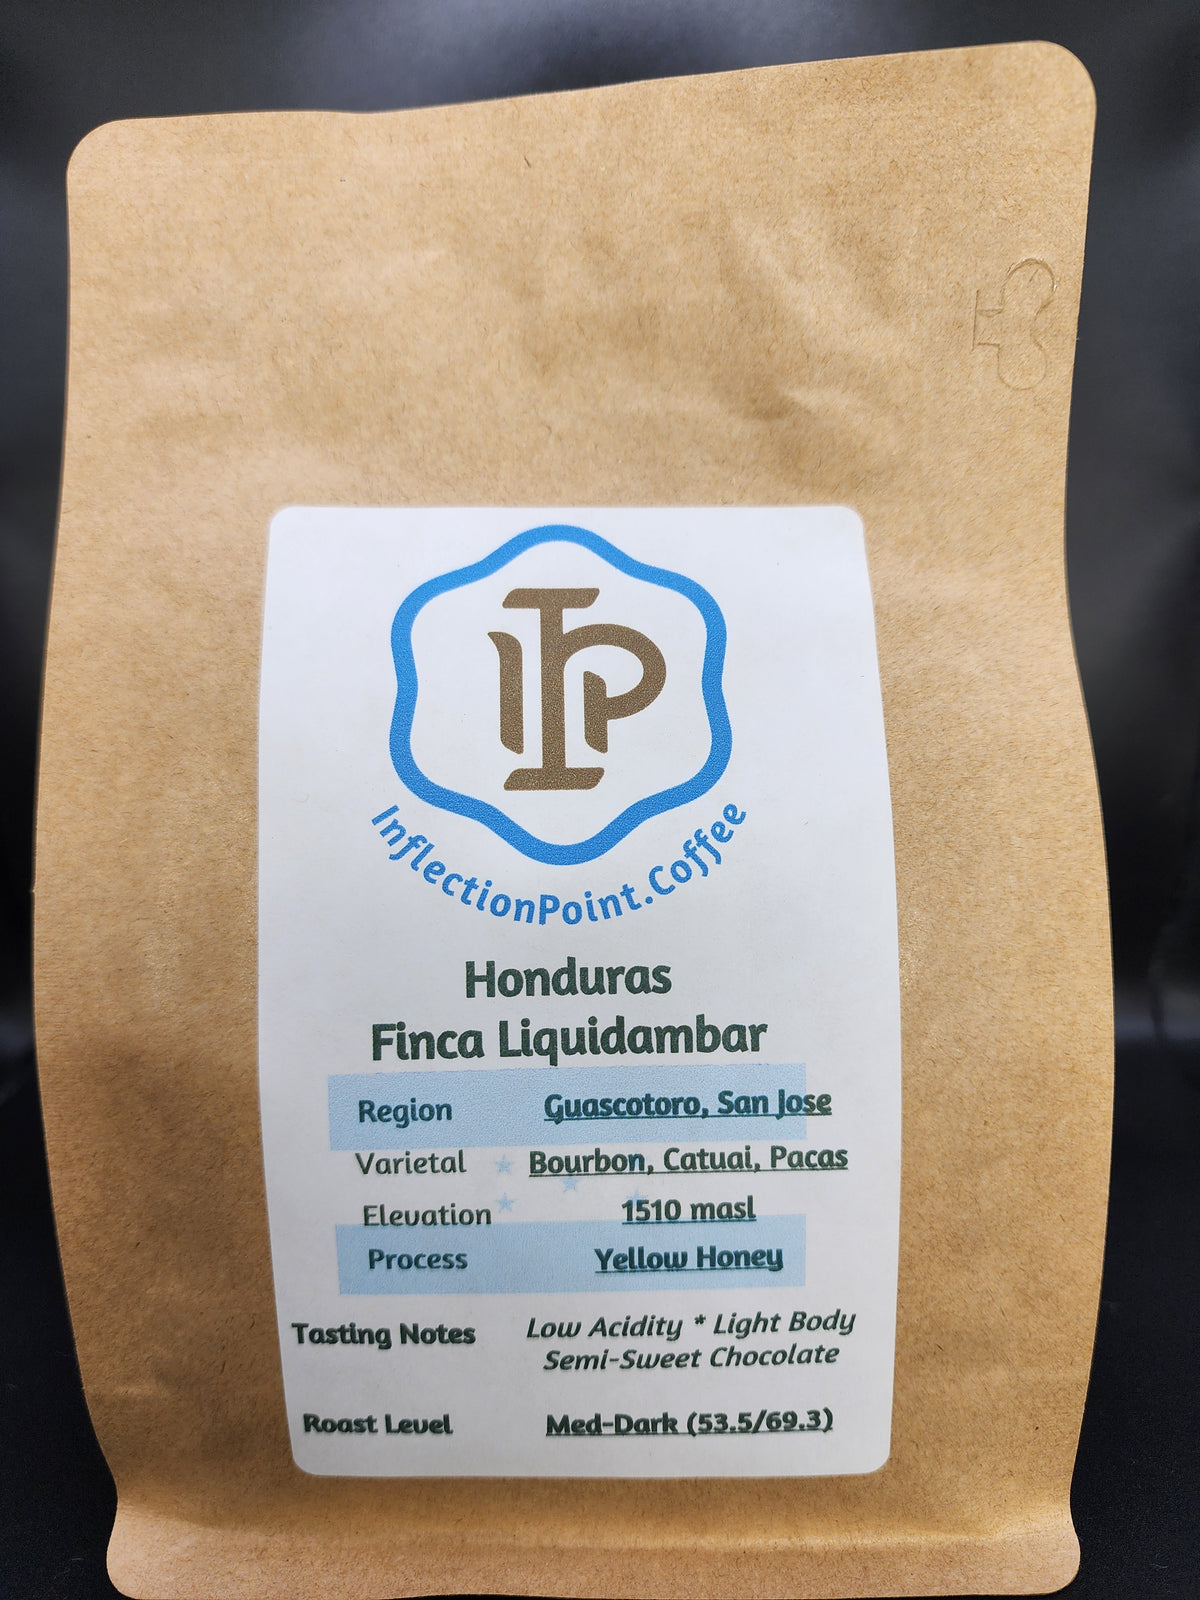 IP
InflectionPoint.Coffee
Honduras
Finca Liquidambar
Region Guascotoro, San Jose
Varietal Bourbon, Catuai, Pacas
Elevation 1510 masl
Process Yellow Honey
Tasting Notes Low Acidity * Light Body
Semi-Sweet Chocolate
Roast Level Med-Dark (53.5/69.3)